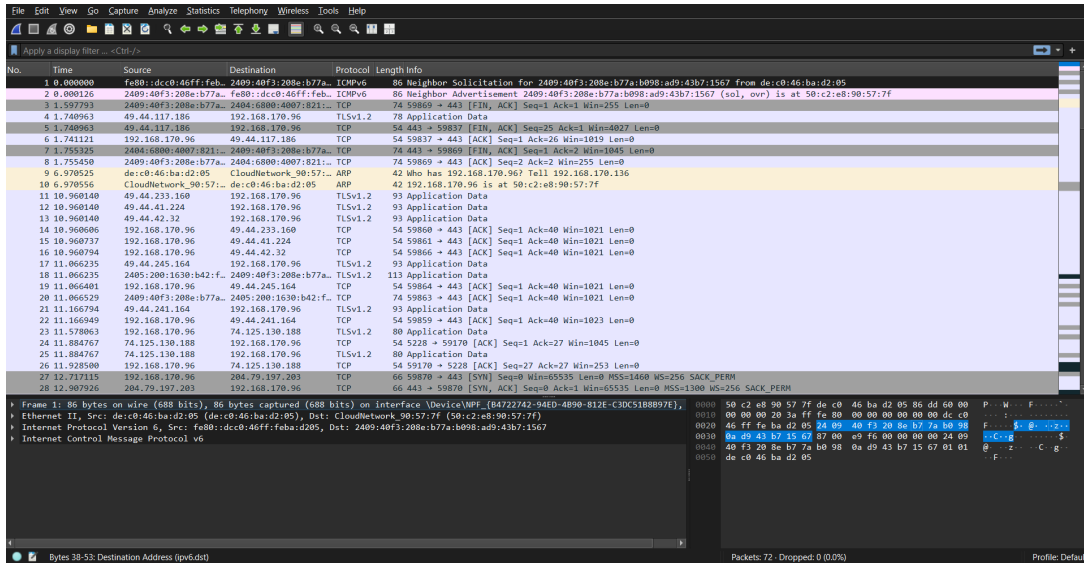 File Edit View Go Capture Analyze Statistics Telephony Wireless Tools Help
Apply a display filter ... <Ctrl-/>
No. Time Source Destination Protocol Length Info
1 0.000000 fe80::dcc0:46ff:feb… 2409:40f3:208e:b77a… ICMPv6 86 Neighbor Solicitation for 2409:40f3:208e:b77a:b098:ad9:43b7:1567 from de:c0:46:ba:d2:05
2 0.000126 2409:40f3:208e:b77a… fe80::dcc0:46ff:feb… ICMPv6 86 Neighbor Advertisement 2409:40f3:208e:b77a:b098:ad9:43b7:1567 (sol, ovr) is at 50:c2:e8:90:57:7f
3 1.597793 2409:40f3:208e:b77a… 2404:6800:4007:821:… TCP 74 59869 → 443 [FIN, ACK] Seq=1 Ack=1 Win=255 Len=0
4 1.740963 49.44.117.186 192.168.170.96 TLSv1.2 78 Application Data
5 1.740963 49.44.117.186 192.168.170.96 TCP 54 443 → 59837 [FIN, ACK] Seq=25 Ack=1 Win=4027 Len=0
6 1.741121 192.168.170.96 49.44.117.186 TCP 54 59837 → 443 [ACK] Seq=1 Ack=26 Win=1019 Len=0
7 1.755325 2404:6800:4007:821:… 2409:40f3:208e:b77a… TCP 74 443 → 59869 [FIN, ACK] Seq=1 Ack=2 Win=1045 Len=0
8 1.755450 2409:40f3:208e:b77a… 2404:6800:4007:821:… TCP 74 59869 → 443 [ACK] Seq=2 Ack=2 Win=255 Len=0
9 6.970525 de:c0:46:ba:d2:05 CloudNetwork_90:57:… ARP 42 Who has 192.168.170.96? Tell 192.168.170.136
10 6.970556 CloudNetwork_90:57:… de:c0:46:ba:d2:05 ARP 42 192.168.170.96 is at 50:c2:e8:90:57:7f
11 10.960140 49.44.233.160 192.168.170.96 TLSv1.2 93 Application Data
12 10.960140 49.44.41.224 192.168.170.96 TLSv1.2 93 Application Data
13 10.960140 49.44.42.32 192.168.170.96 TLSv1.2 93 Application Data
14 10.960606 192.168.170.96 49.44.233.160 TCP 54 59860 → 443 [ACK] Seq=1 Ack=40 Win=1021 Len=0
15 10.960737 192.168.170.96 49.44.41.224 TCP 54 59861 → 443 [ACK] Seq=1 Ack=40 Win=1021 Len=0
16 10.960794 192.168.170.96 49.44.42.32 TCP 54 59866 → 443 [ACK] Seq=1 Ack=40 Win=1021 Len=0
17 11.066235 49.44.245.164 192.168.170.96 TLSv1.2 93 Application Data
18 11.066235 2405:200:1630:b42:f… 2409:40f3:208e:b77a… TLSv1.2 113 Application Data
19 11.066401 192.168.170.96 49.44.245.164 TCP 54 59864 → 443 [ACK] Seq=1 Ack=40 Win=1021 Len=0
20 11.066529 2409:40f3:208e:b77a… 2405:200:1630:b42:f… TCP 74 59863 → 443 [ACK] Seq=1 Ack=40 Win=1021 Len=0
21 11.166794 49.44.241.164 192.168.170.96 TLSv1.2 93 Application Data
22 11.166949 192.168.170.96 49.44.241.164 TCP 54 59859 → 443 [ACK] Seq=1 Ack=40 Win=1023 Len=0
23 11.578063 192.168.170.96 74.125.130.188 TLSv1.2 80 Application Data
24 11.884767 74.125.130.188 192.168.170.96 TCP 54 5228 → 59170 [ACK] Seq=1 Ack=27 Win=1045 Len=0
25 11.884767 74.125.130.188 192.168.170.96 TLSv1.2 80 Application Data
26 11.928500 192.168.170.96 74.125.130.188 TCP 54 59170 → 5228 [ACK] Seq=27 Ack=27 Win=253 Len=0
27 12.717115 192.168.170.96 204.79.197.203 TCP 66 59870 → 443 [SYN] Seq=0 Win=65535 Len=0 MSS=1460 WS=256 SACK_PERM
28 12.907926 204.79.197.203 192.168.170.96 TCP 66 443 → 59870 [SYN, ACK] Seq=0 Ack=1 Win=65535 Len=0 MSS=1300 WS=256 SACK_PERM
Frame 1: 86 bytes on wire (688 bits), 86 bytes captured (688 bits) on interface \Device\NPF_{B4722742-94ED-4B90-812E-C3DC51B8B97E},
Ethernet II, Src: de:c0:46:ba:d2:05 (de:c0:46:ba:d2:05), Dst: CloudNetwork_90:57:7f (50:c2:e8:90:57:7f)
Internet Protocol Version 6, Src: fe80::dcc0:46ff:feba:d205, Dst: 2409:40f3:208e:b77a:b098:ad9:43b7:1567
Internet Control Message Protocol v6
0000 50 c2 e8 90 57 7f de c0 46 ba d2 05 86 dd 60 00 P···W··· F·····`·
0010 00 00 00 20 3a ff fe 80 00 00 00 00 00 00 dc c0 ··· :··· ········
0020 46 ff fe ba d2 05 24 09 40 f3 20 8e b7 7a b0 98 F·····$· @· ··z··
0030 0a d9 43 b7 15 67 87 00 e9 f6 00 00 00 00 24 09 ··C··g·· ······$·
0040 40 f3 20 8e b7 7a b0 98 0a d9 43 b7 15 67 01 01 @· ··z·· ··C··g··
0050 de c0 46 ba d2 05 ··F···
Bytes 38-53: Destination Address (ipv6.dst)
Packets: 72 · Dropped: 0 (0.0%)
Profile: Defau